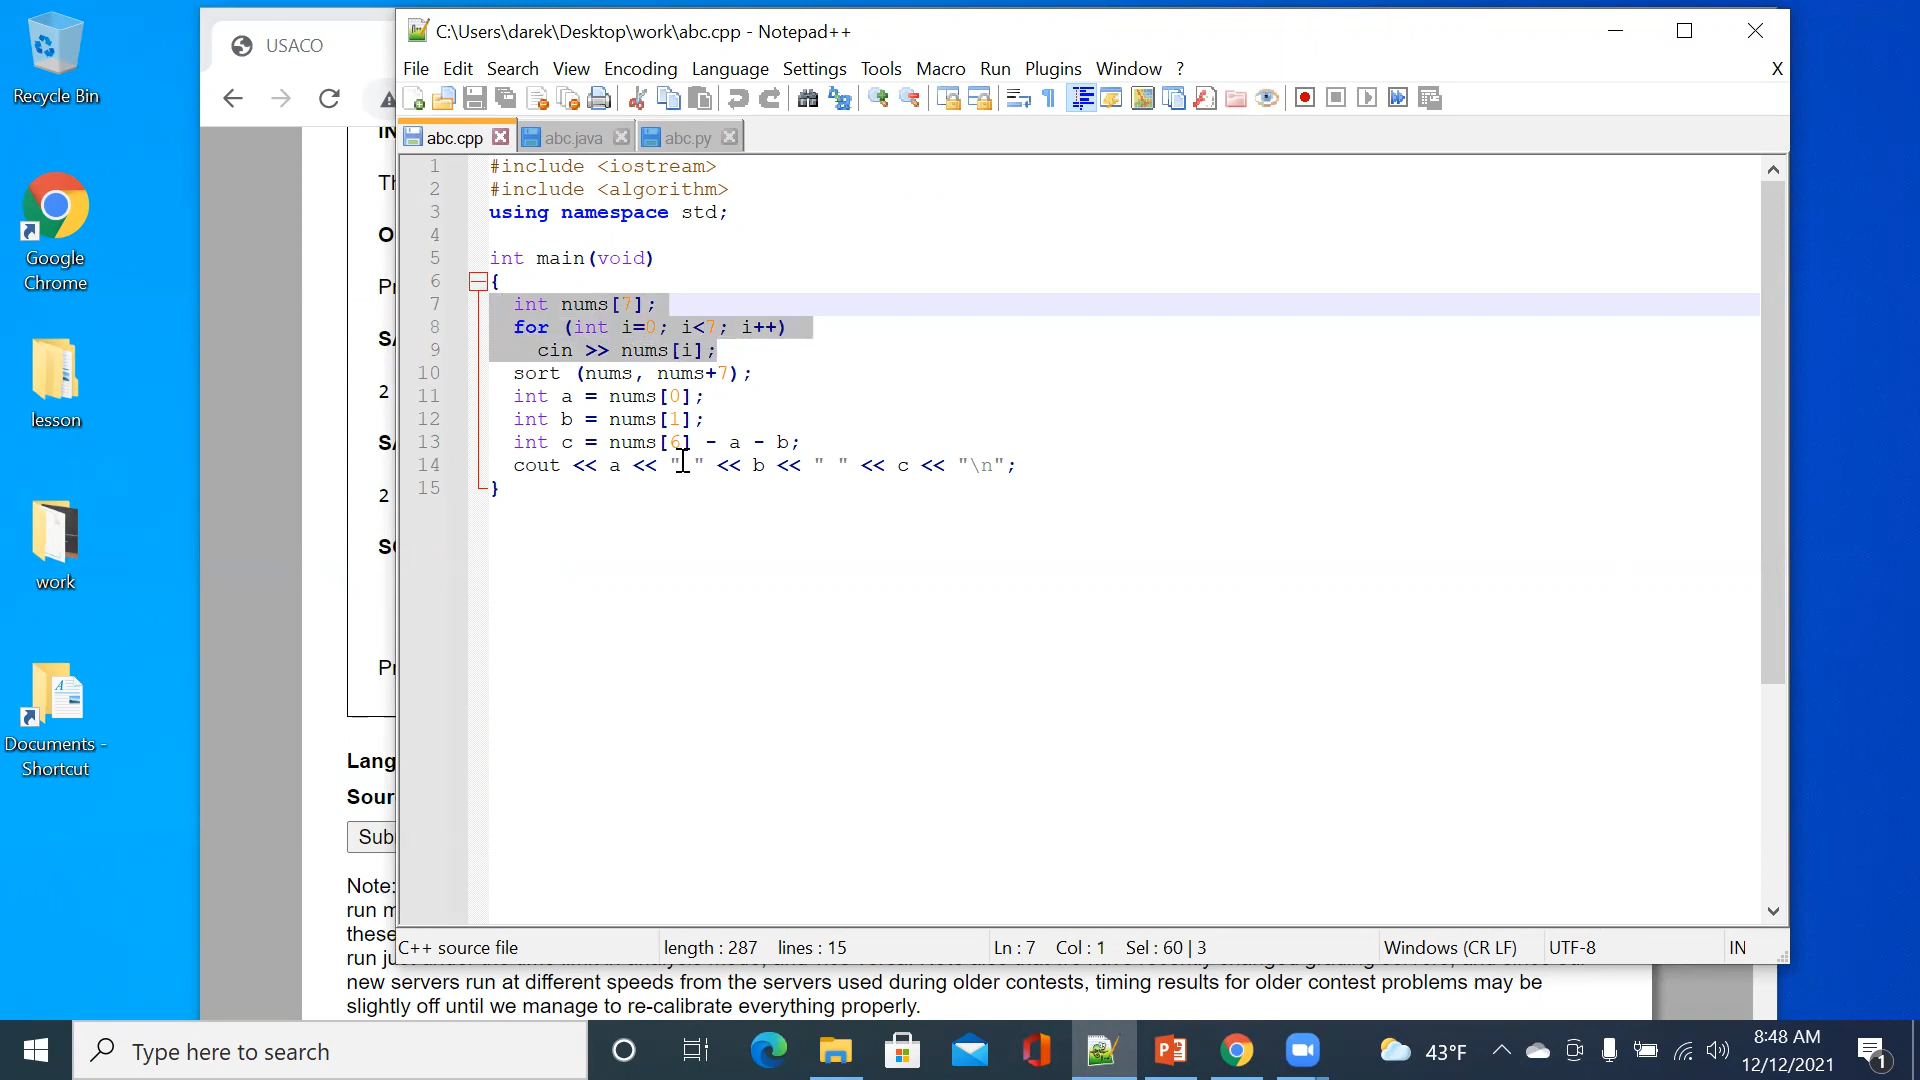 Recycle Bin
Google Chrome
lesson
work
Documents - Shortcut
USACO
C:\Users\darek\Desktop\work\abc.cpp - Notepad++
File Edit Search View Encoding Language Settings Tools Macro Run Plugins Window ? X
abc.cpp abc.java abc.py
1 #include <iostream>
2 #include <algorithm>
3 using namespace std;
4
5 int main(void)
6 {
7 int nums[7];
8 for (int i=0; i<7; i++)
9 cin >> nums[i];
10 sort (nums, nums+7);
11 int a = nums[0];
12 int b = nums[1];
13 int c = nums[6] - a - b;
14 cout << a << " " << b << " " << c << "\n";
15 }
C++ source file length : 287 lines : 15 Ln : 7 Col : 1 Sel : 60 | 3 Windows (CR LF) UTF-8 IN
2
2
Lang
Sour
Sub
Note:
run m
these
run ju
new servers run at different speeds from the servers used during older contests, timing results for older contest problems may be
slightly off until we manage to re-calibrate everything properly.
Type here to search
43°F
8:48 AM
12/12/2021
1